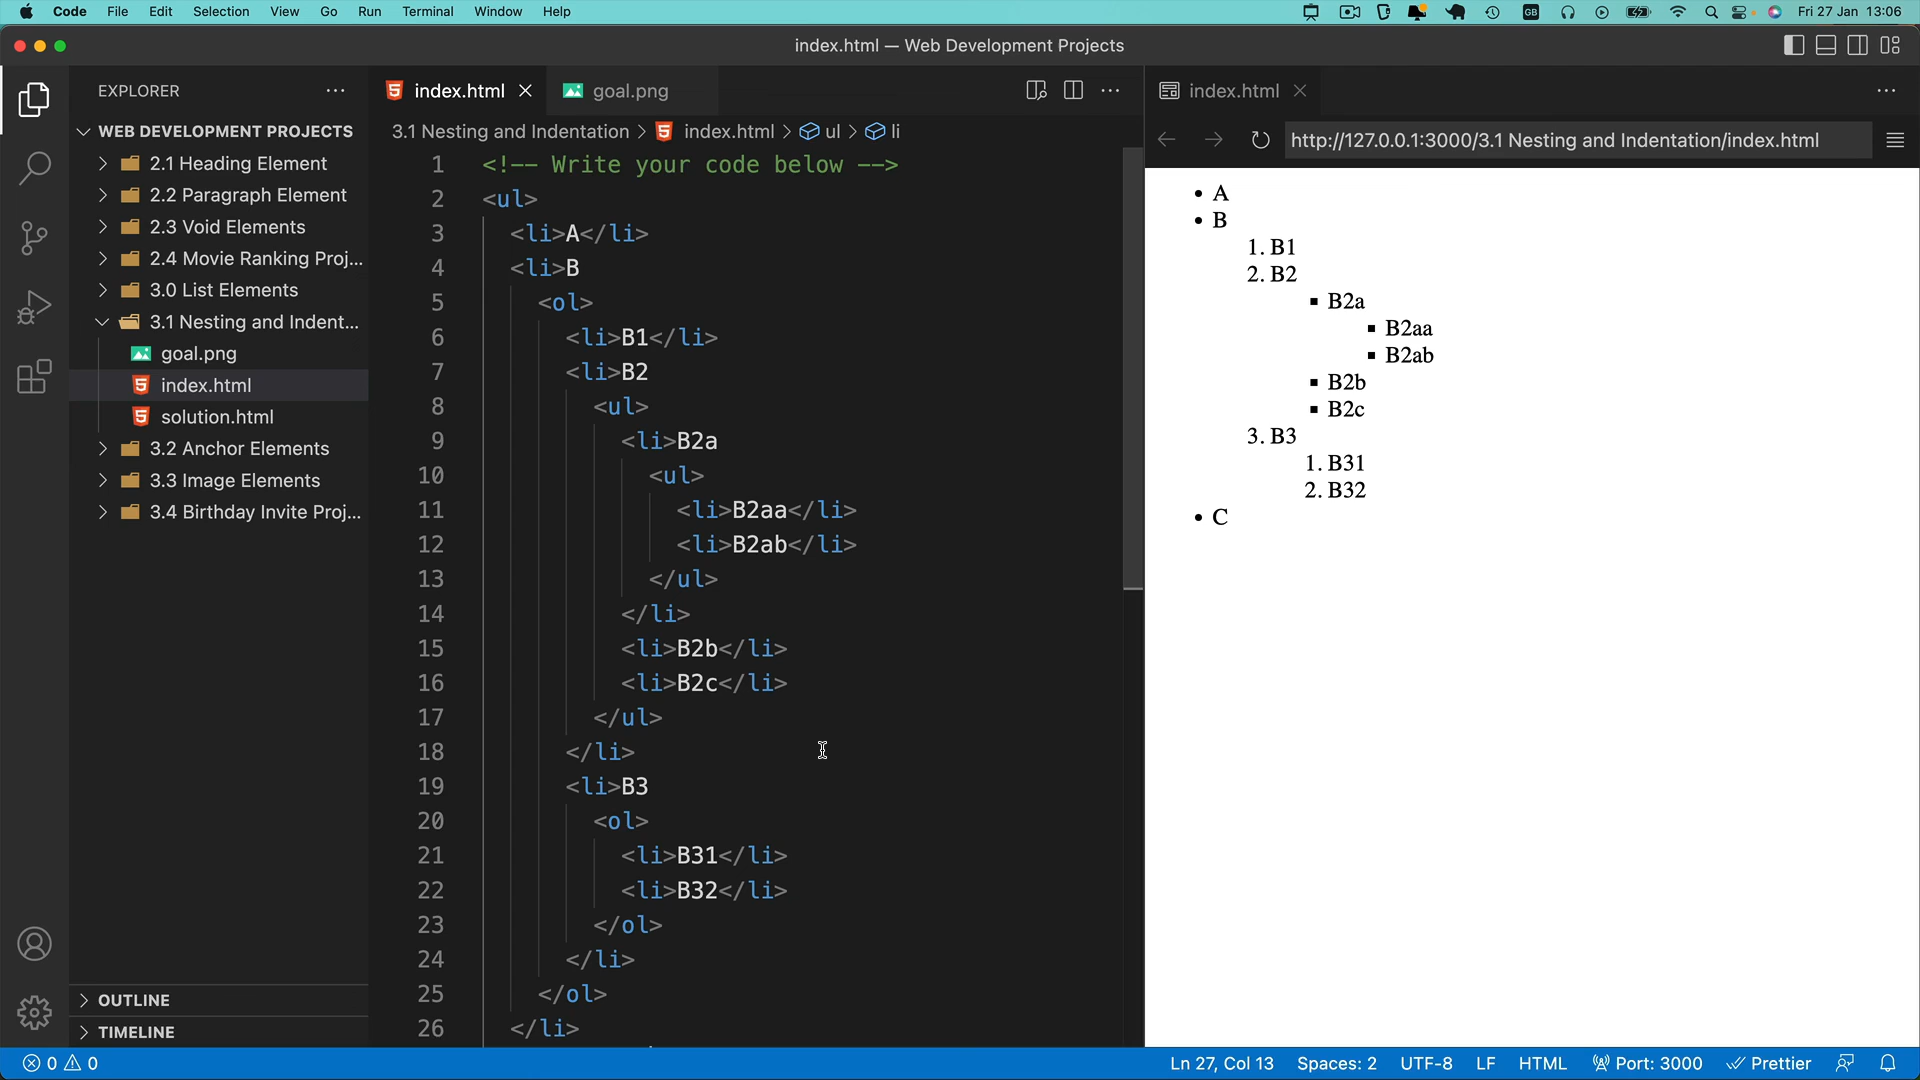 Code File Edit Selection View Go Run Terminal Window Help
GB
Fri 27 Jan 13:06
index.html — Web Development Projects
EXPLORER
WEB DEVELOPMENT PROJECTS
2.1 Heading Element
2.2 Paragraph Element
2.3 Void Elements
2.4 Movie Ranking Proj...
3.0 List Elements
3.1 Nesting and Indent...
goal.png
index.html
solution.html
3.2 Anchor Elements
3.3 Image Elements
3.4 Birthday Invite Proj...
OUTLINE
TIMELINE
index.html
goal.png
3.1 Nesting and Indentation > index.html > ul > li
1 <!-- Write your code below -->
2 <ul>
3 <li>A</li>
4 <li>B
5 <ol>
6 <li>B1</li>
7 <li>B2
8 <ul>
9 <li>B2a
10 <ul>
11 <li>B2aa</li>
12 <li>B2ab</li>
13 </ul>
14 </li>
15 <li>B2b</li>
16 <li>B2c</li>
17 </ul>
18 </li>
19 <li>B3
20 <ol>
21 <li>B31</li>
22 <li>B32</li>
23 </ol>
24 </li>
25 </ol>
26 </li>
index.html
http://127.0.0.1:3000/3.1 Nesting and Indentation/index.html
• A
• B
1. B1
2. B2
▪ B2a
▪ B2aa
▪ B2ab
▪ B2b
▪ B2c
3. B3
1. B31
2. B32
• C
0 0
Ln 27, Col 13 Spaces: 2 UTF-8 LF HTML Port: 3000 Prettier